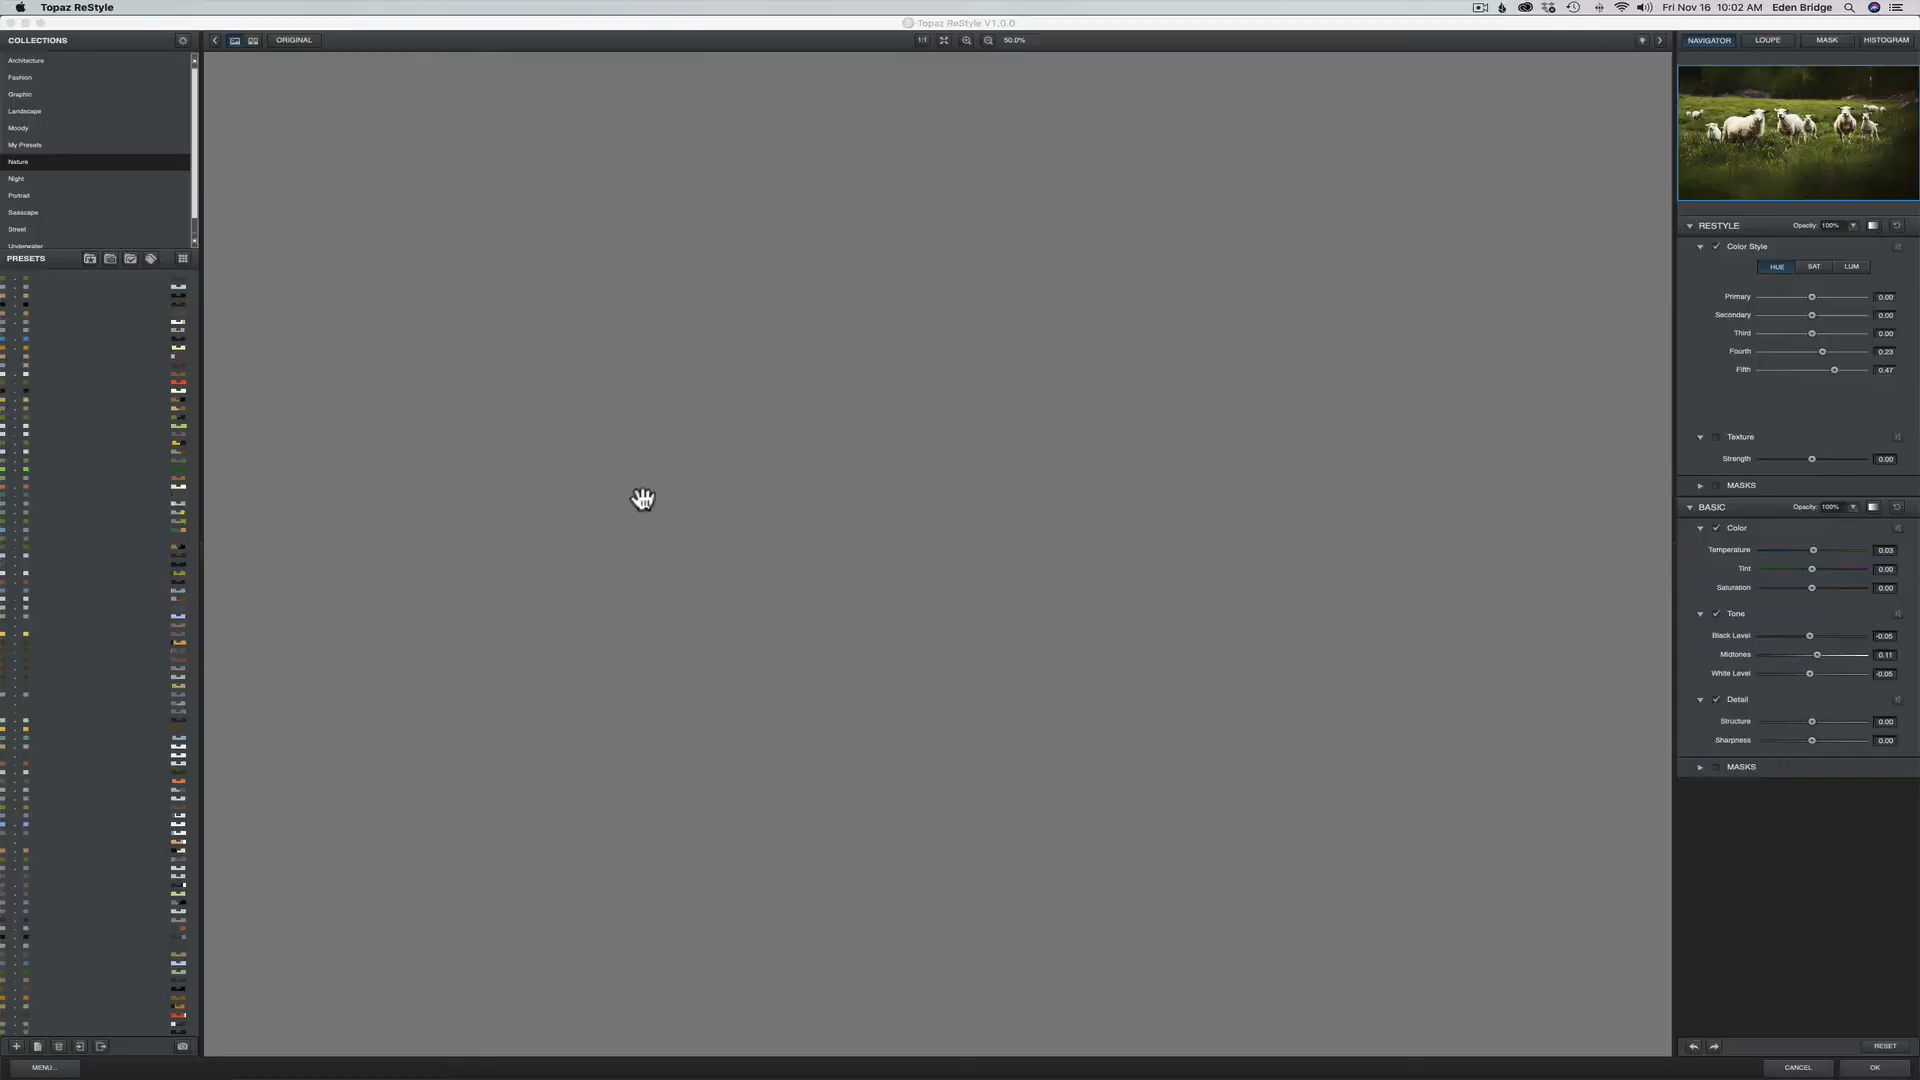 Topaz ReStyle
Fri Nov 16 10:02 AM Eden Bridge
Topaz ReStyle V1.0.0
COLLECTIONS
ORIGINAL
1:1
50.0%
NAVIGATOR LOUPE MASK HISTOGRAM
Architecture
Fashion
Graphic
Landscape
Moody
My Presets
Nature
Night
Portrait
Seascape
Street
Underwater
PRESETS
RESTYLE Opacity: 100%
Color Style
HUE SAT LUM
Primary 0.00
Secondary 0.00
Third 0.00
Fourth 0.23
Fifth 0.47
Texture
Strength 0.00
MASKS
BASIC Opacity: 100%
Color
Temperature 0.03
Tint 0.00
Saturation 0.00
Tone
Black Level -0.05
Midtones 0.11
White Level -0.05
Detail
Structure 0.00
Sharpness 0.00
MASKS
RESET
MENU...
CANCEL OK